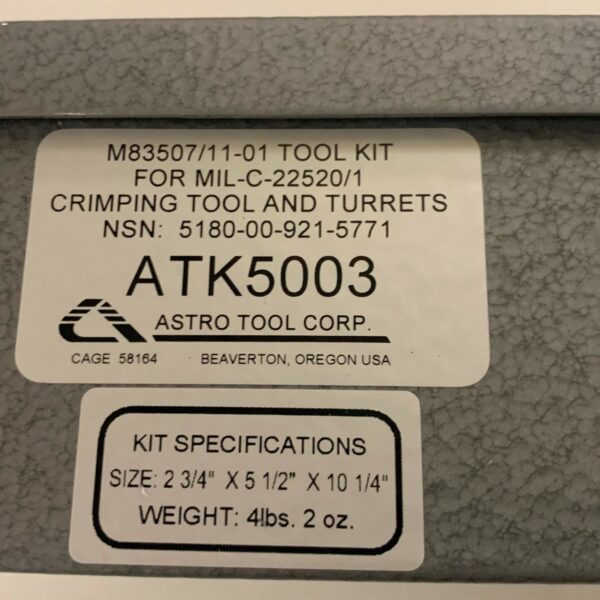 M83507/11-01 TOOL KIT
FOR MIL-C-22520/1
CRIMPING TOOL AND TURRETS
NSN: 5180-00-921-5771
ATK5003
ASTRO TOOL CORP.
CAGE 58164 BEAVERTON, OREGON USA
KIT SPECIFICATIONS
SIZE: 2 3/4" X 5 1/2" X 10 1/4"
WEIGHT: 4lbs. 2 oz.